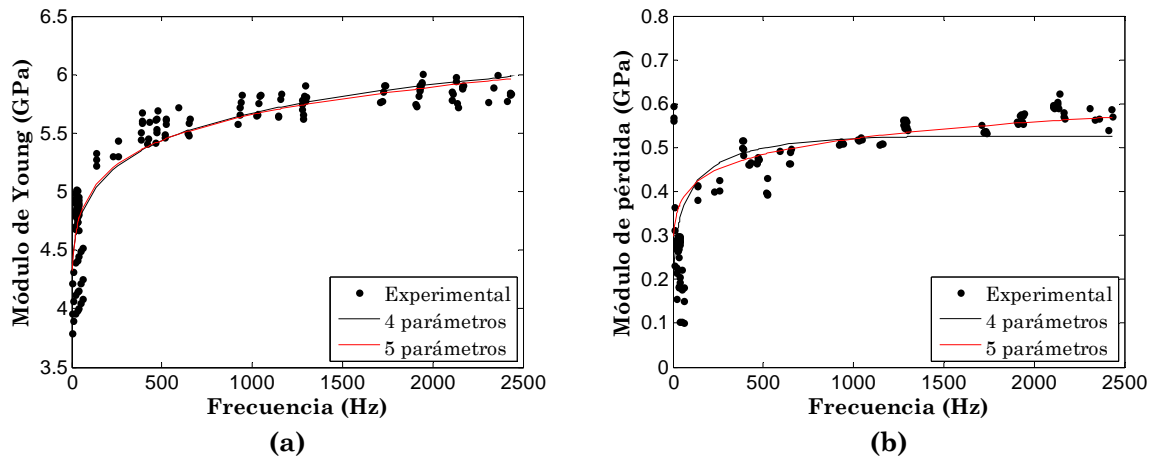 6.5
6
5.5
5
4.5
4
3.5
Módulo de Young (GPa)
0
500
1000
1500
2000
2500
Frecuencia (Hz)
Experimental
4 parámetros
5 parámetros
(a)
0.8
0.7
0.6
0.5
0.4
0.3
0.2
0.1
0
Módulo de pérdida (GPa)
0
500
1000
1500
2000
2500
Frecuencia (Hz)
Experimental
4 parámetros
5 parámetros
(b)